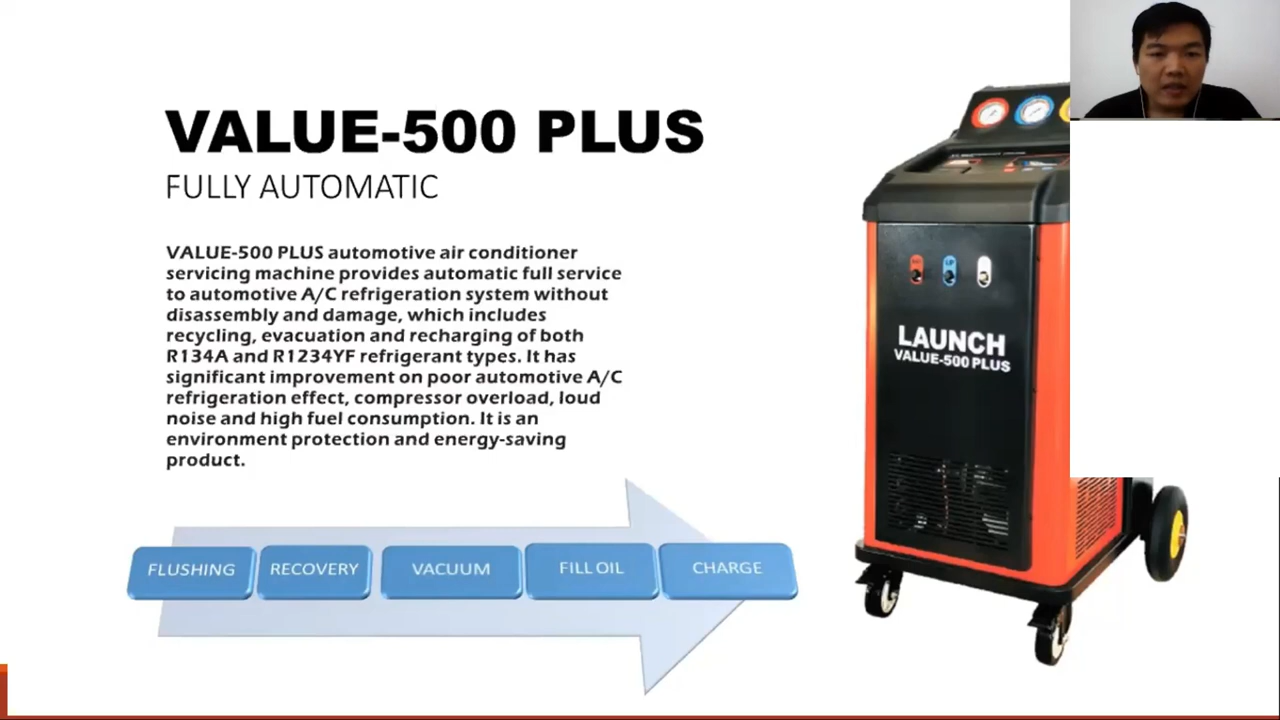 VALUE-500 PLUS
FULLY AUTOMATIC
VALUE-500 PLUS automotive air conditioner
servicing machine provides automatic full service
to automotive A/C refrigeration system without
disassembly and damage, which includes
recycling, evacuation and recharging of both
R134A and R1234YF refrigerant types. It has
significant improvement on poor automotive A/C
refrigeration effect, compressor overload, loud
noise and high fuel consumption. It is an
environment protection and energy-saving
product.
FLUSHING
RECOVERY
VACUUM
FILL OIL
CHARGE
LAUNCH
VALUE-500 PLUS